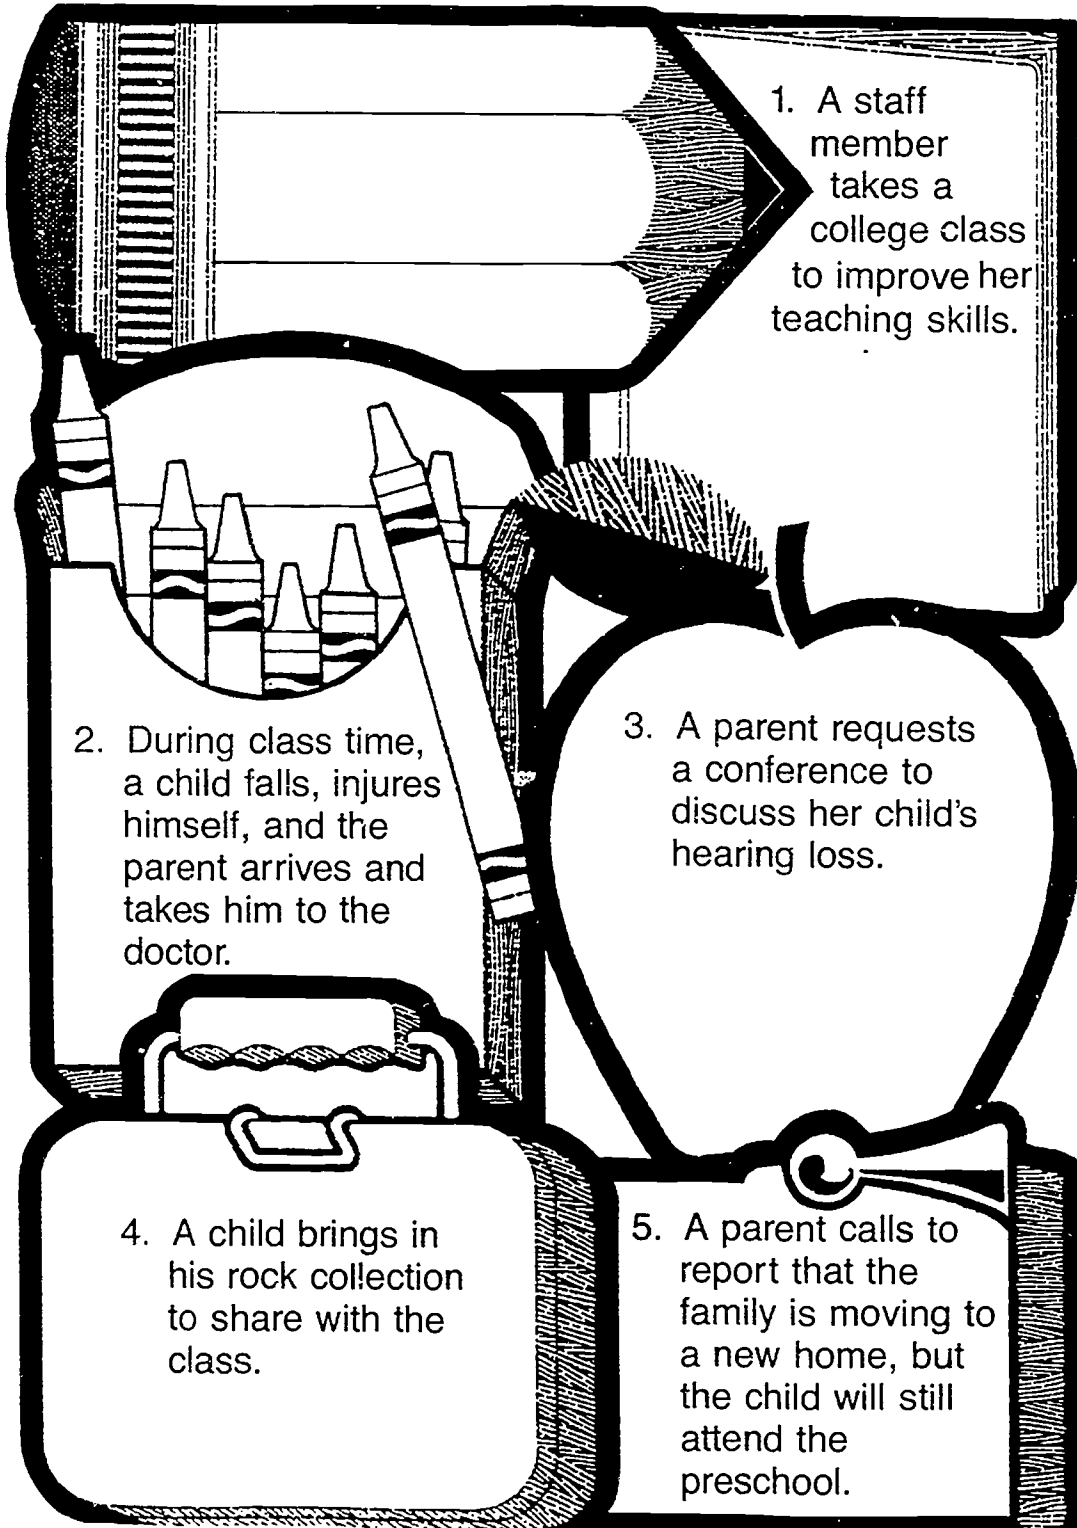 1. A staff
member
takes a
college class
to improve her
teaching skills.
2. During class time,
a child falls, injures
himself, and the
parent arrives and
takes him to the
doctor.
3. A parent requests
a conference to
discuss her child's
hearing loss.
4. A child brings in
his rock collection
to share with the
class.
5. A parent calls to
report that the
family is moving to
a new home, but
the child will still
attend the
preschool.